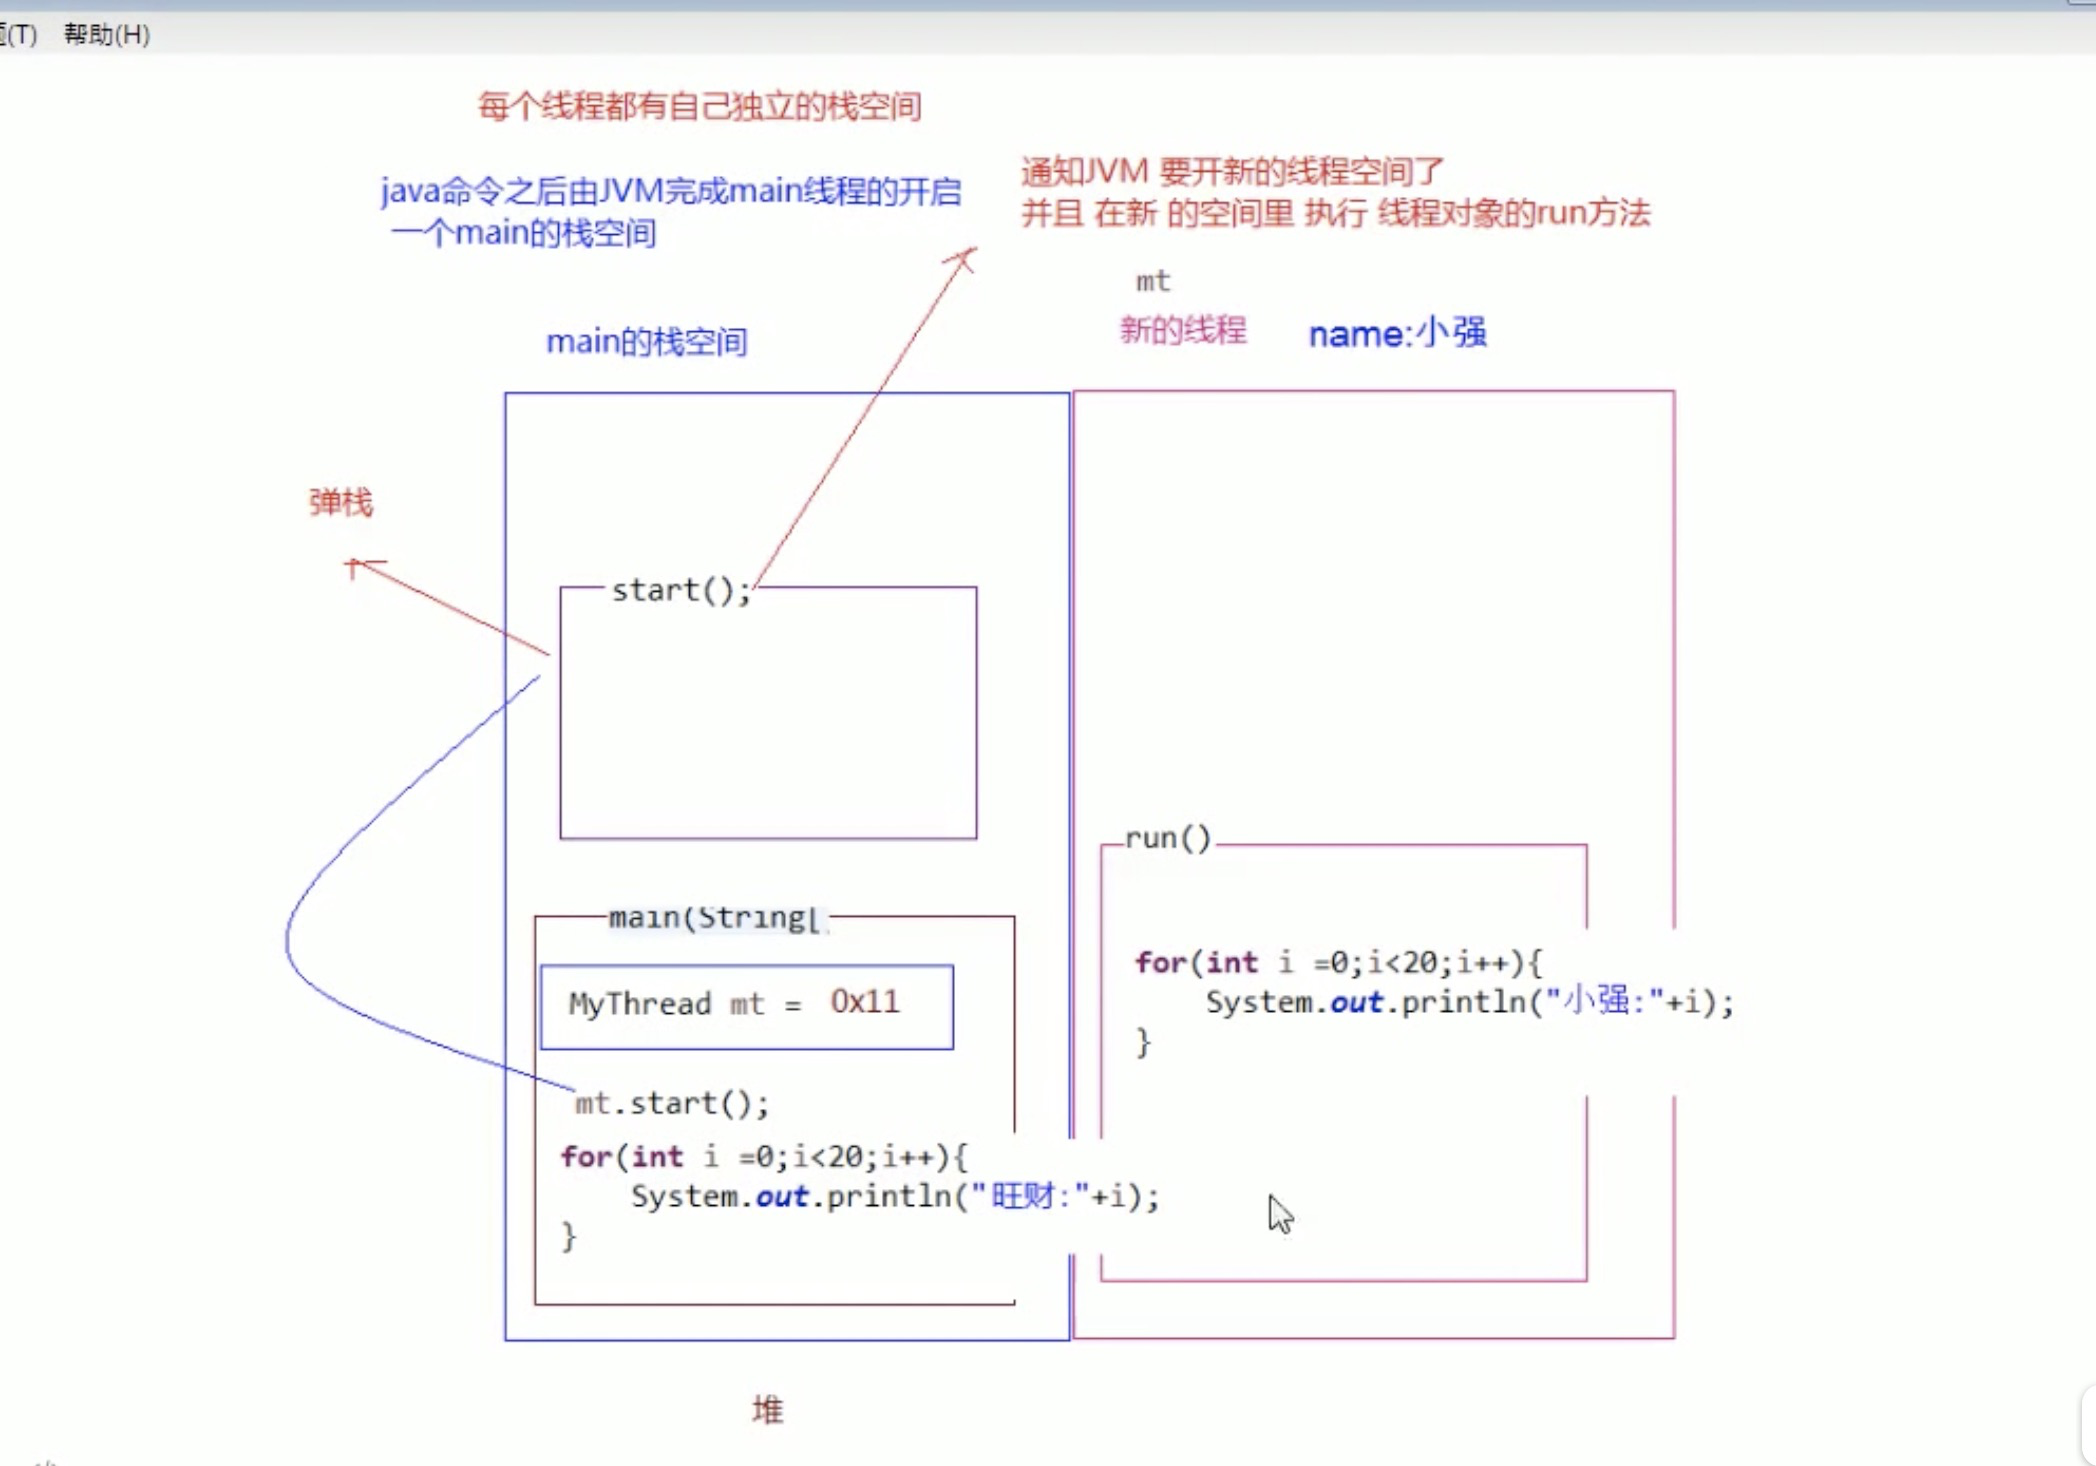 (T) 帮助(H)
每个线程都有自己独立的栈空间
java命令之后由JVM完成main线程的开启
一个main的栈空间
通知JVM 要开新的线程空间了
并且 在新 的空间里 执行 线程对象的run方法
mt
新的线程 name:小强
main的栈空间
弹栈
start();
main(String[
MyThread mt = 0x11
mt.start();
for(int i =0;i<20;i++){
System.out.println("旺财:"+i);
}
run()
for(int i =0;i<20;i++){
System.out.println("小强:"+i);
}
堆